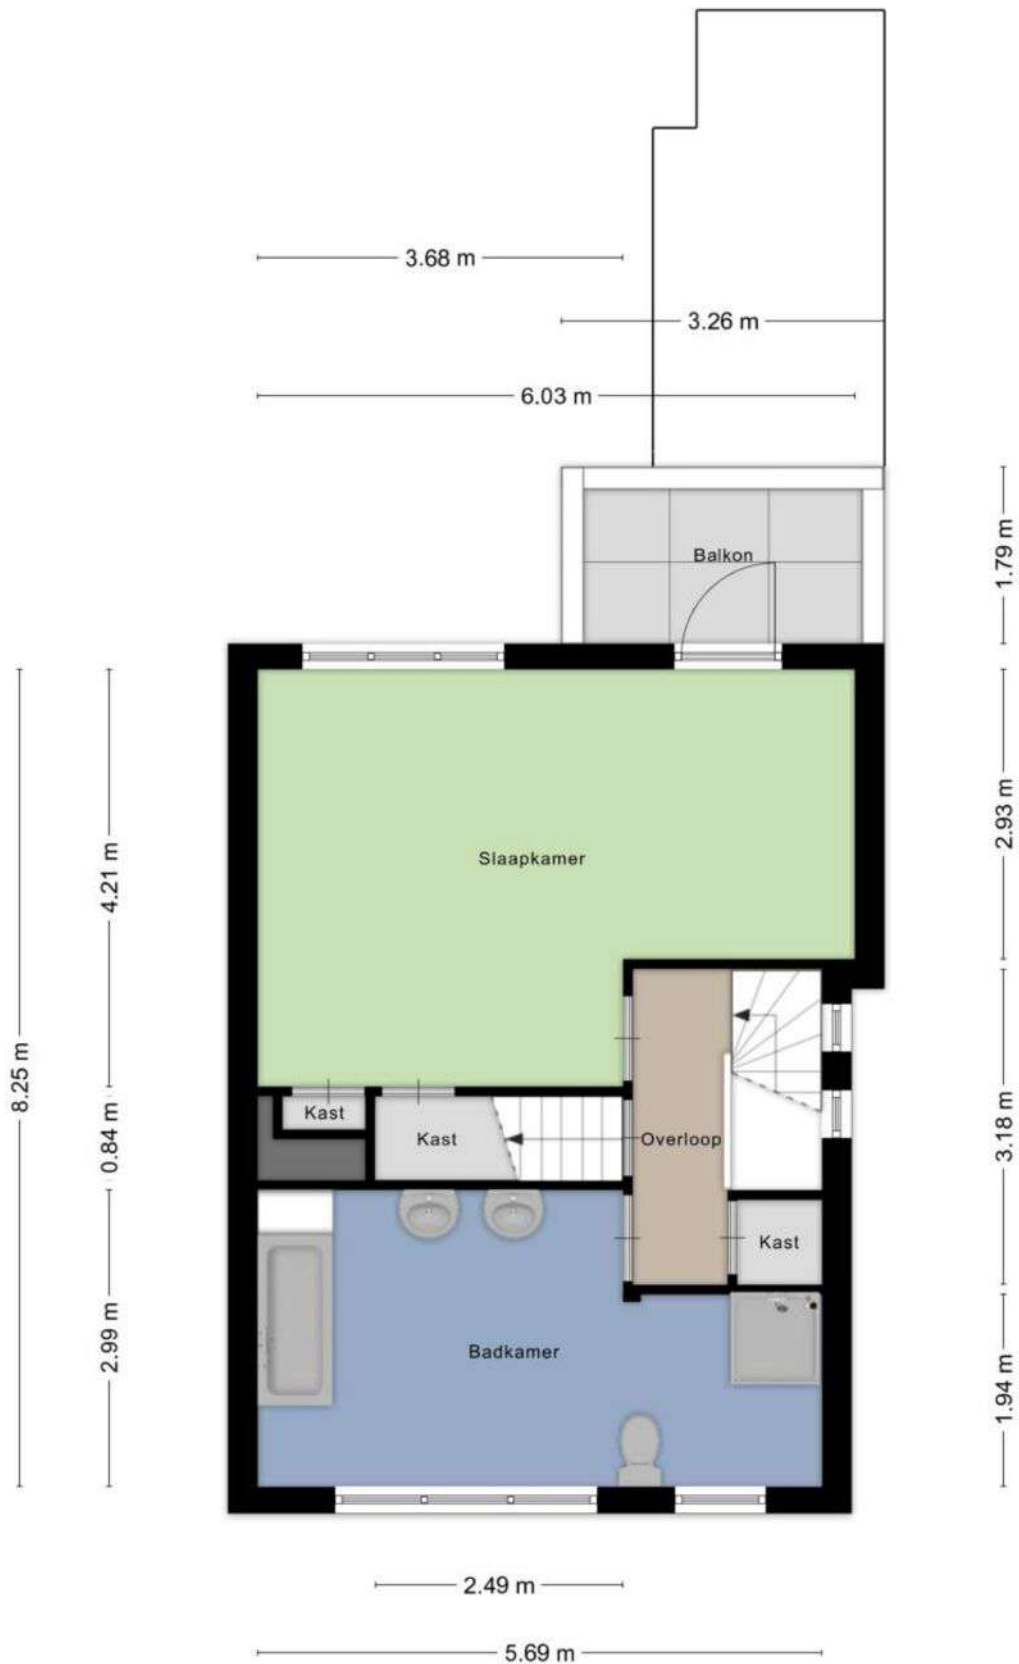 3.68 m
3.26 m
6.03 m
1.79 m
Balkon
2.93 m
4.21 m
Slaapkamer
8.25 m
0.84 m
Kast
Kast
Overloop
3.18 m
Kast
2.99 m
Badkamer
1.94 m
2.49 m
5.69 m